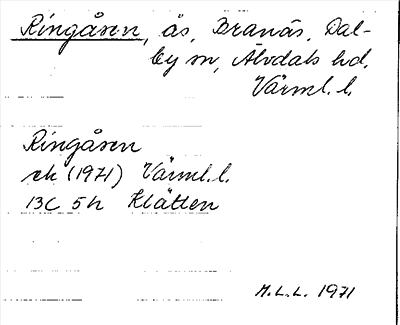 Ringåsen, ås, Branäs, Dal-
by sn, Älvdals hd.
Värml. l.
Ringåsen
ek (1971) Värml. l.
13C 5h Klätten
M.L.L. 1971